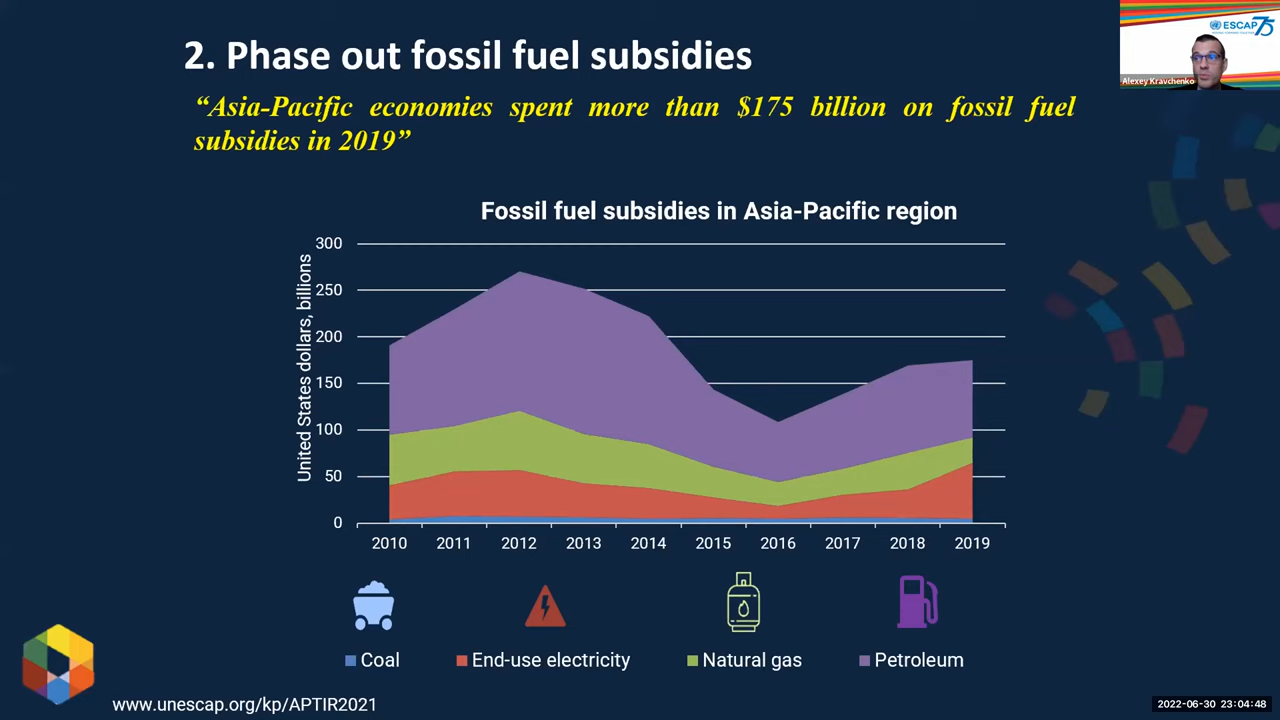 2. Phase out fossil fuel subsidies
ESCAP
75
Alexey Kravchenko
“Asia-Pacific economies spent more than $175 billion on fossil fuel
subsidies in 2019”
Fossil fuel subsidies in Asia-Pacific region
United States dollars, billions
300
250
200
150
100
50
0
2010 2011 2012 2013 2014 2015 2016 2017 2018 2019
Coal End-use electricity Natural gas Petroleum
www.unescap.org/kp/APTIR2021
2022-06-30 23:04:48